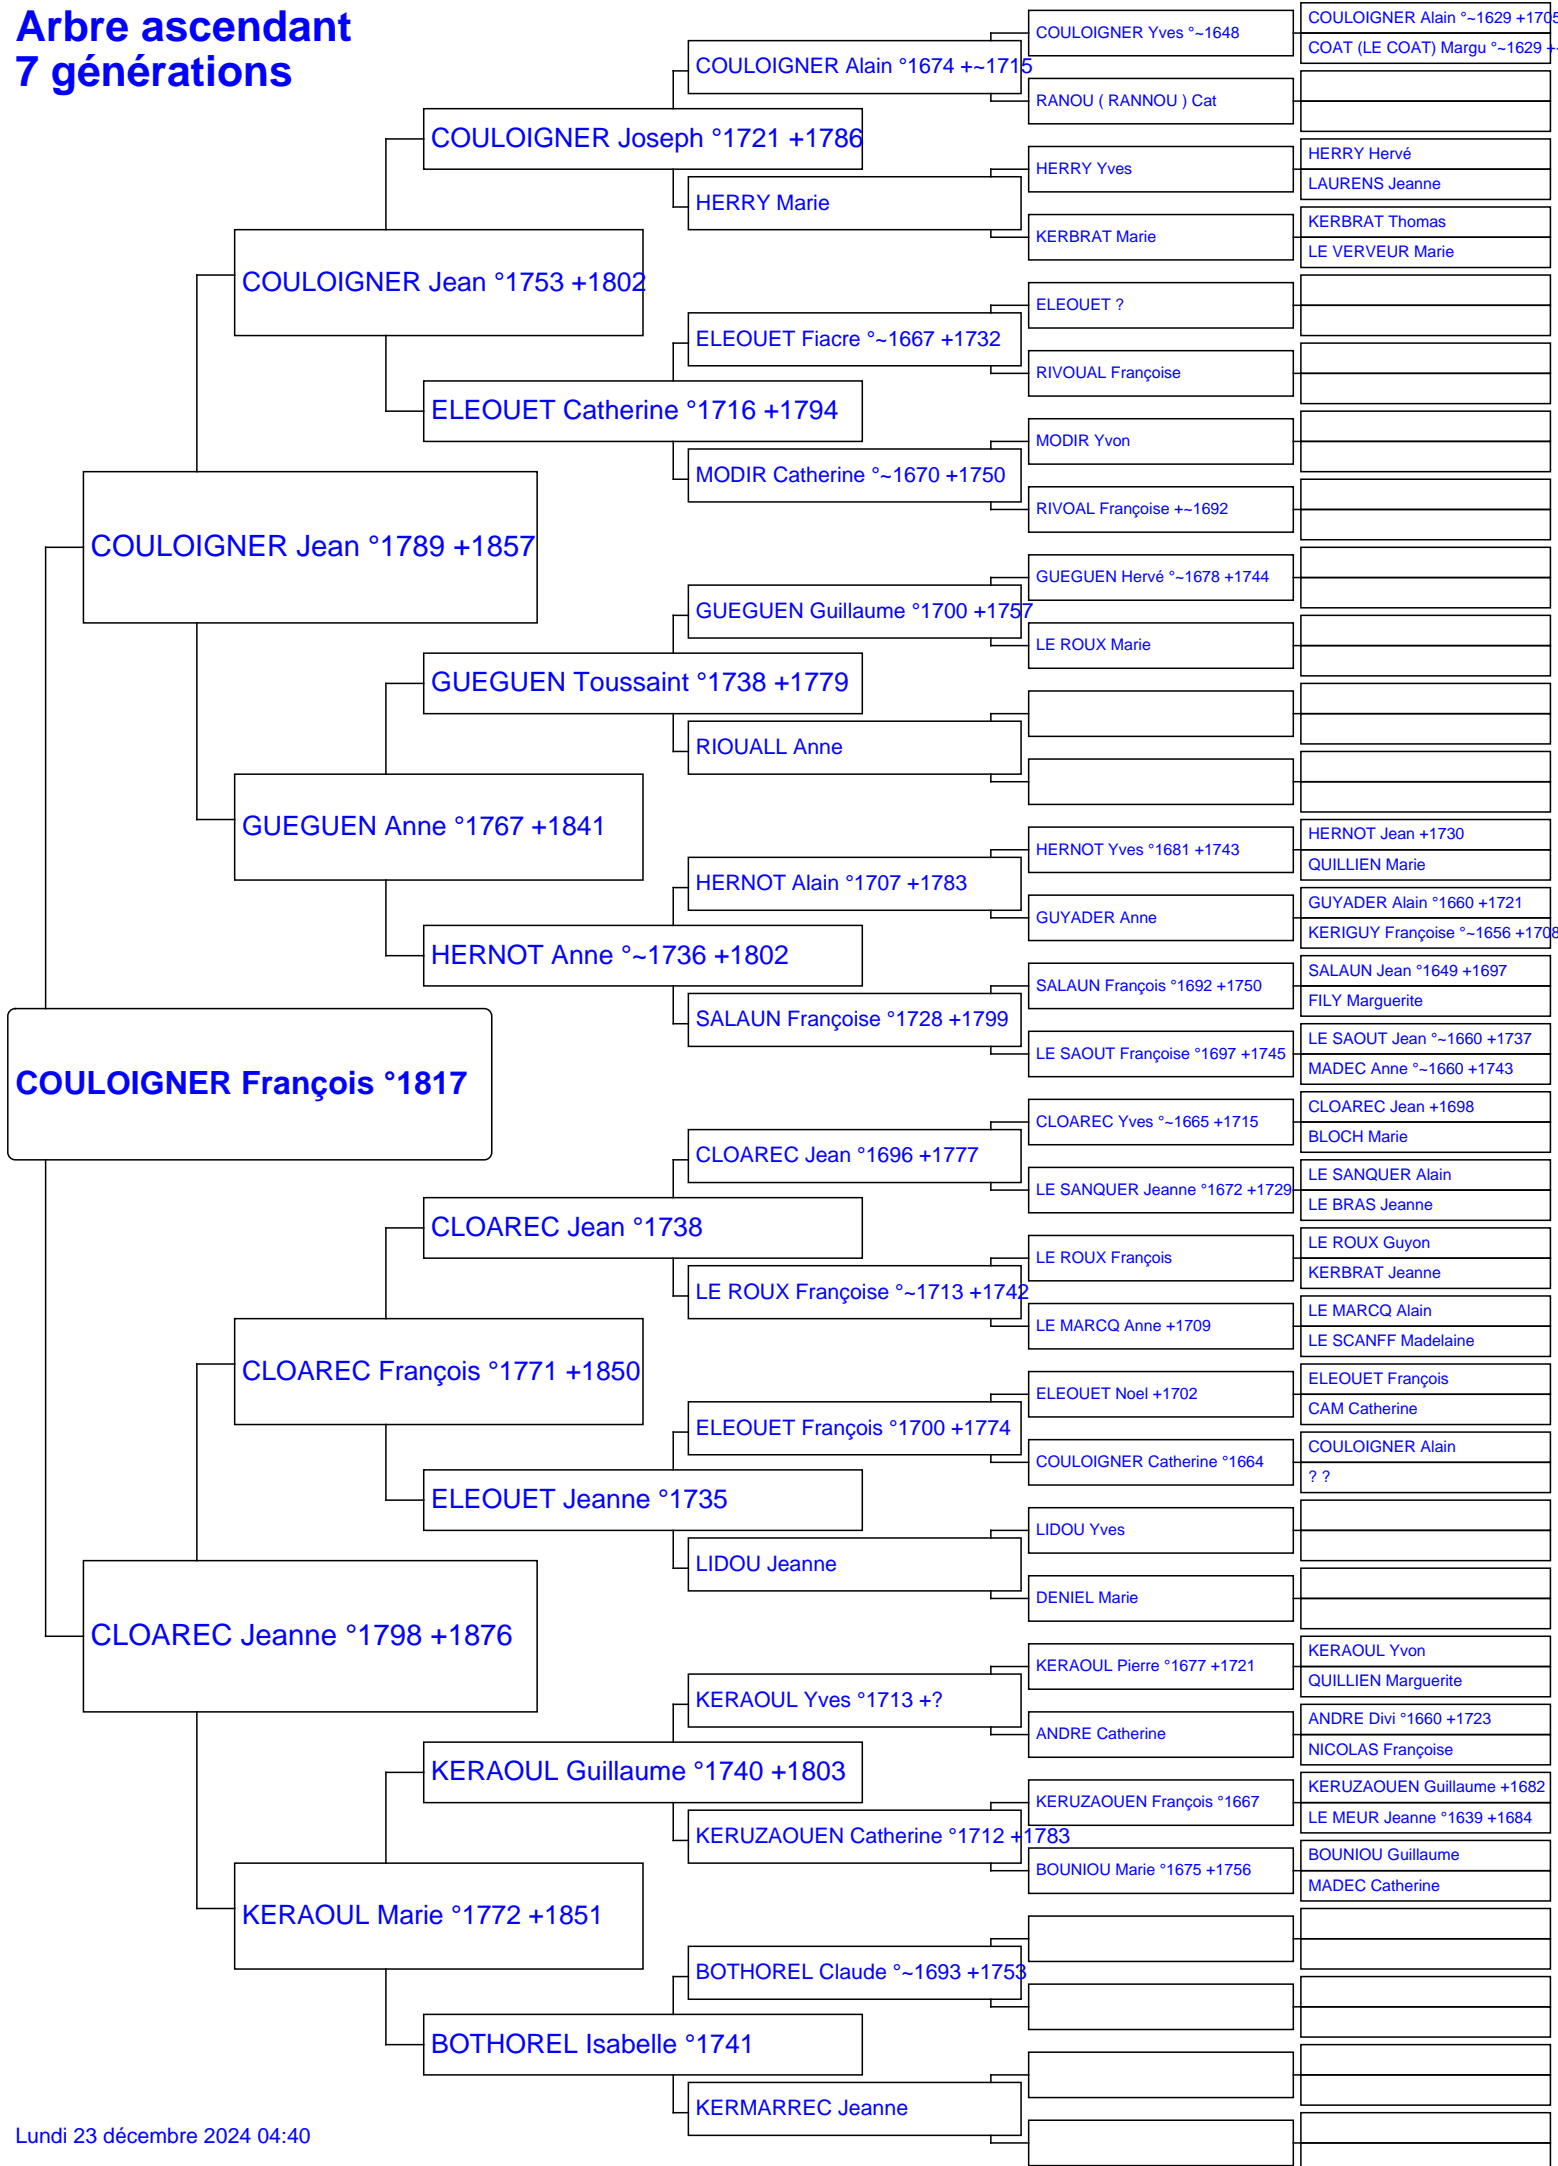 Arbre ascendant
7 générations
COULOIGNER François °1817
COULOIGNER Jean °1789 +1857
CLOAREC Jeanne °1798 +1876
COULOIGNER Jean °1753 +1802
GUEGUEN Anne °1767 +1841
CLOAREC François °1771 +1850
KERAOUL Marie °1772 +1851
COULOIGNER Joseph °1721 +1786
ELEOUET Catherine °1716 +1794
GUEGUEN Toussaint °1738 +1779
HERNOT Anne °~1736 +1802
CLOAREC Jean °1738
ELEOUET Jeanne °1735
KERAOUL Guillaume °1740 +1803
BOTHOREL Isabelle °1741
COULOIGNER Alain °1674 +~1715
HERRY Marie
ELEOUET Fiacre °~1667 +1732
MODIR Catherine °~1670 +1750
GUEGUEN Guillaume °1700 +1757
RIOUALL Anne
HERNOT Alain °1707 +1783
SALAUN Françoise °1728 +1799
CLOAREC Jean °1696 +1777
LE ROUX Françoise °~1713 +1742
ELEOUET François °1700 +1774
LIDOU Jeanne
KERAOUL Yves °1713 +?
KERUZAOUEN Catherine °1712 +1783
BOTHOREL Claude °~1693 +1753
KERMARREC Jeanne
COULOIGNER Yves °~1648
RANOU ( RANNOU ) Cat
HERRY Yves
KERBRAT Marie
ELEOUET ?
RIVOUAL Françoise
MODIR Yvon
RIVOAL Françoise +~1692
GUEGUEN Hervé °~1678 +1744
LE ROUX Marie
HERNOT Yves °1681 +1743
GUYADER Anne
SALAUN François °1692 +1750
LE SAOUT Françoise °1697 +1745
CLOAREC Yves °~1665 +1715
LE SANQUER Jeanne °1672 +1729
LE ROUX François
LE MARCQ Anne +1709
ELEOUET Noel +1702
COULOIGNER Catherine °1664
LIDOU Yves
DENIEL Marie
KERAOUL Pierre °1677 +1721
ANDRE Catherine
KERUZAOUEN François °1667
BOUNIOU Marie °1675 +1756
COULOIGNER Alain °~1629 +1705
COAT (LE COAT) Margu °~1629 +
HERRY Hervé
LAURENS Jeanne
KERBRAT Thomas
LE VERVEUR Marie
HERNOT Jean +1730
QUILLIEN Marie
GUYADER Alain °1660 +1721
KERIGUY Françoise °~1656 +1708
SALAUN Jean °1649 +1697
FILY Marguerite
LE SAOUT Jean °~1660 +1737
MADEC Anne °~1660 +1743
CLOAREC Jean +1698
BLOCH Marie
LE SANQUER Alain
LE BRAS Jeanne
LE ROUX Guyon
KERBRAT Jeanne
LE MARCQ Alain
LE SCANFF Madelaine
ELEOUET François
CAM Catherine
COULOIGNER Alain
? ?
KERAOUL Yvon
QUILLIEN Marguerite
ANDRE Divi °1660 +1723
NICOLAS Françoise
KERUZAOUEN Guillaume +1682
LE MEUR Jeanne °1639 +1684
BOUNIOU Guillaume
MADEC Catherine
Lundi 23 décembre 2024 04:40